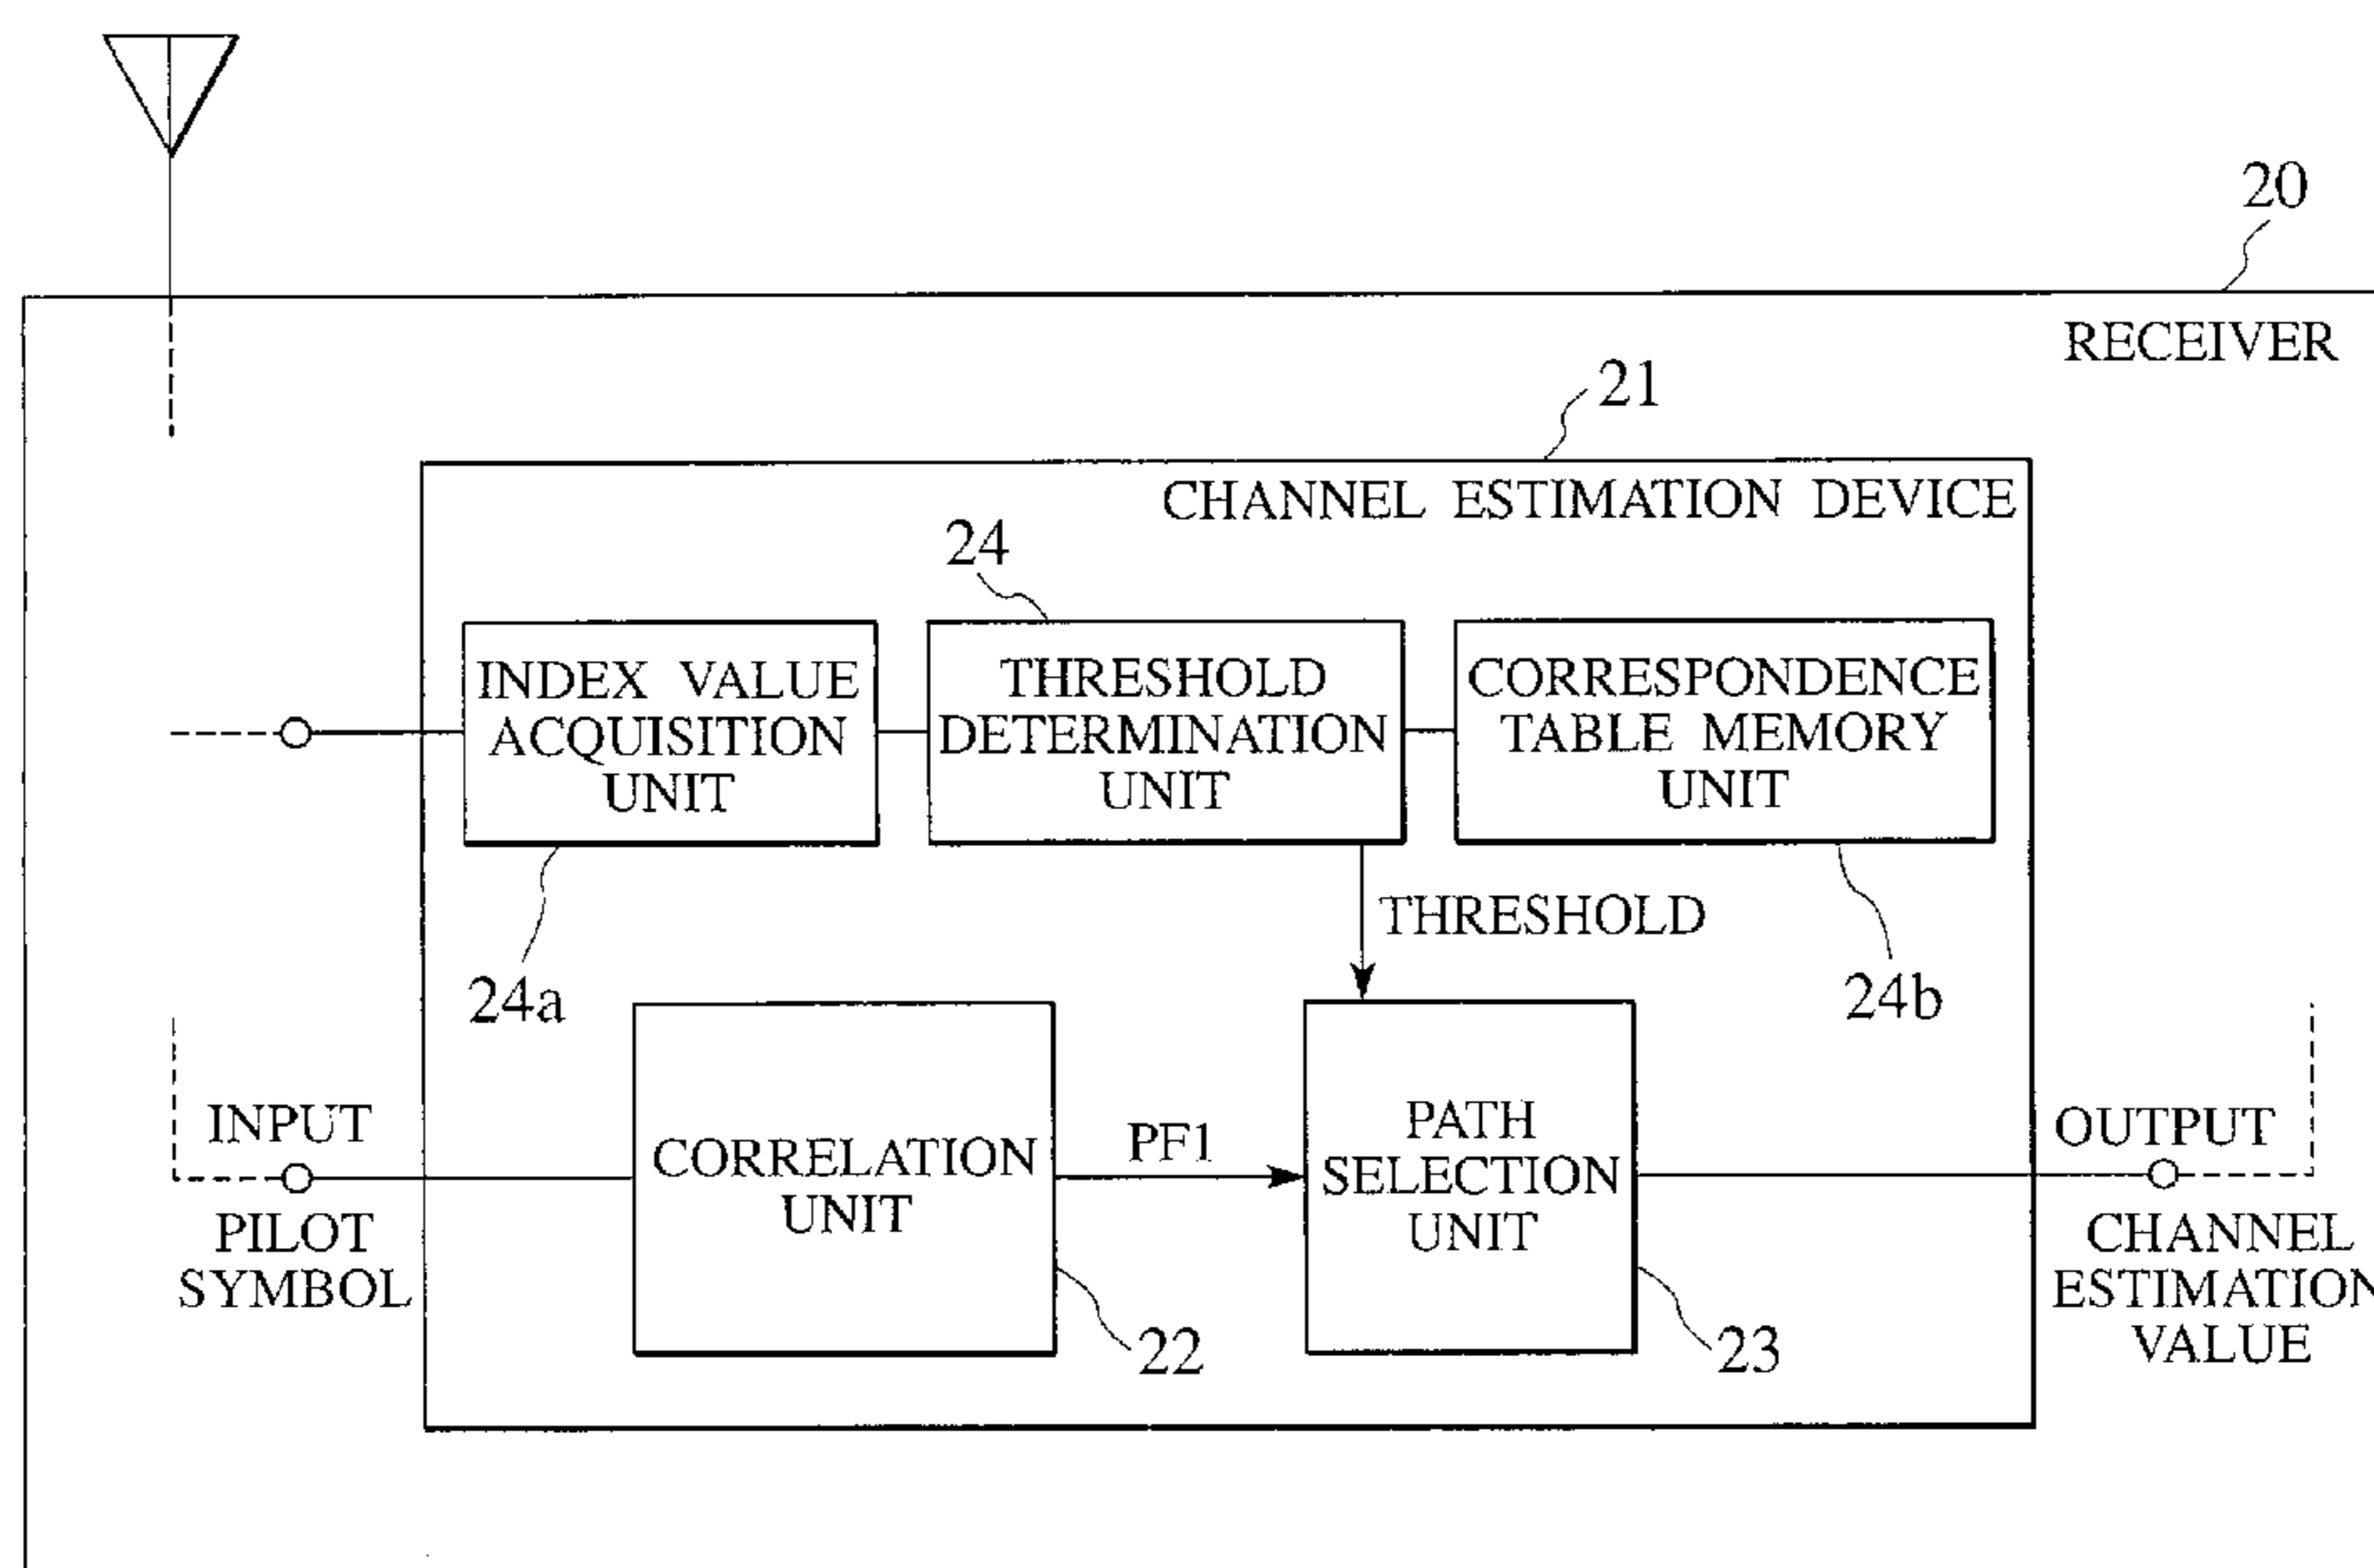 20
RECEIVER
21
CHANNEL ESTIMATION DEVICE
24
INDEX VALUE
ACQUISITION
UNIT
THRESHOLD
DETERMINATION
UNIT
CORRESPONDENCE
TABLE MEMORY
UNIT
THRESHOLD
24a
24b
INPUT
PILOT
SYMBOL
CORRELATION
UNIT
PF1
PATH
SELECTION
UNIT
OUTPUT
CHANNEL
ESTIMATION
VALUE
22
23